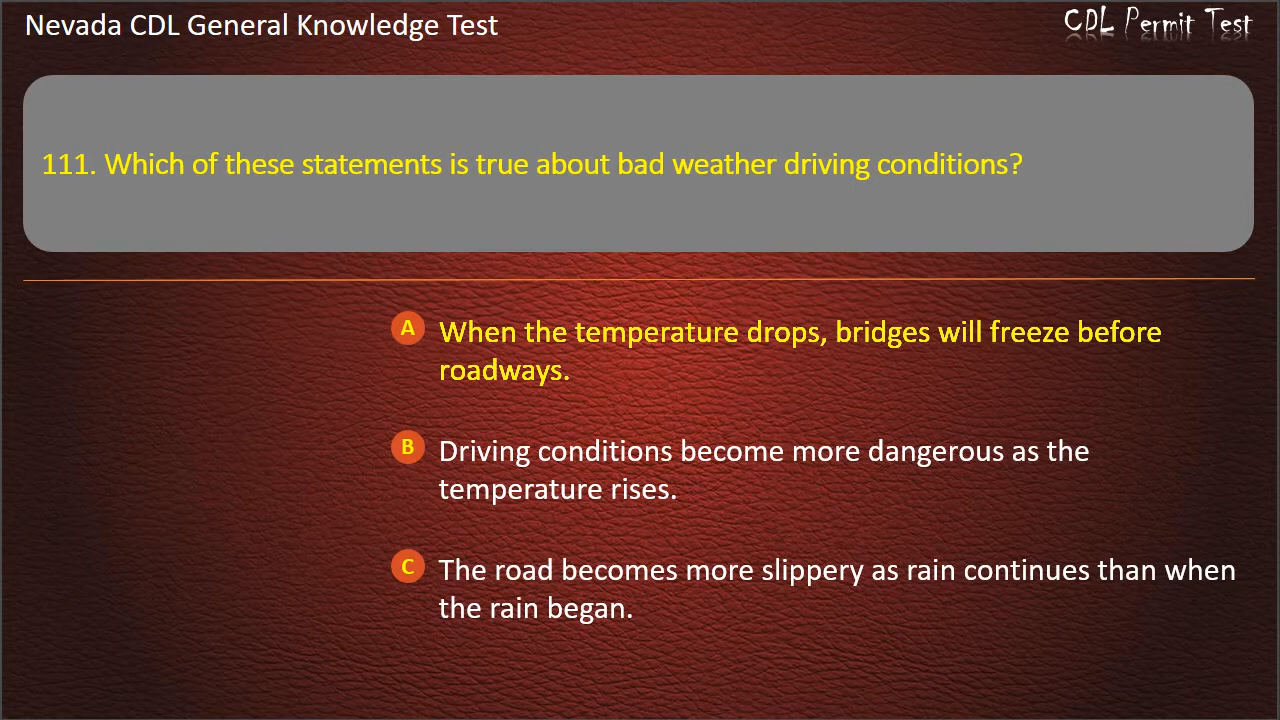 Nevada CDL General Knowledge Test
CDL Permit Test
111. Which of these statements is true about bad weather driving conditions?
A When the temperature drops, bridges will freeze before
roadways.
B Driving conditions become more dangerous as the
temperature rises.
C The road becomes more slippery as rain continues than when
the rain began.